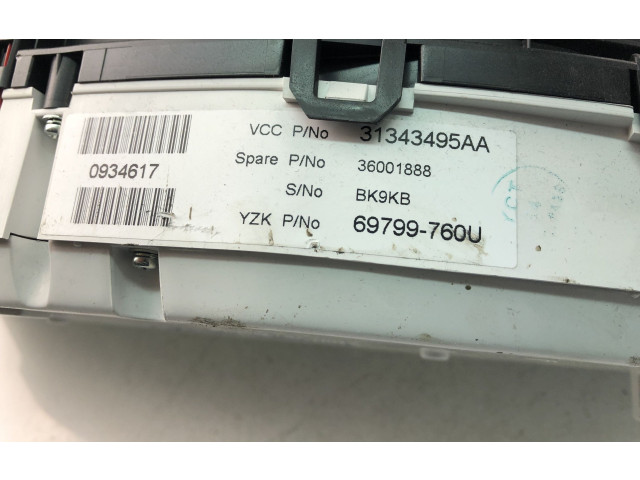 VCC P/No 31343495AA
0934617
Spare P/No 36001888
S/No BK9KB
YZK P/No 69799-760U